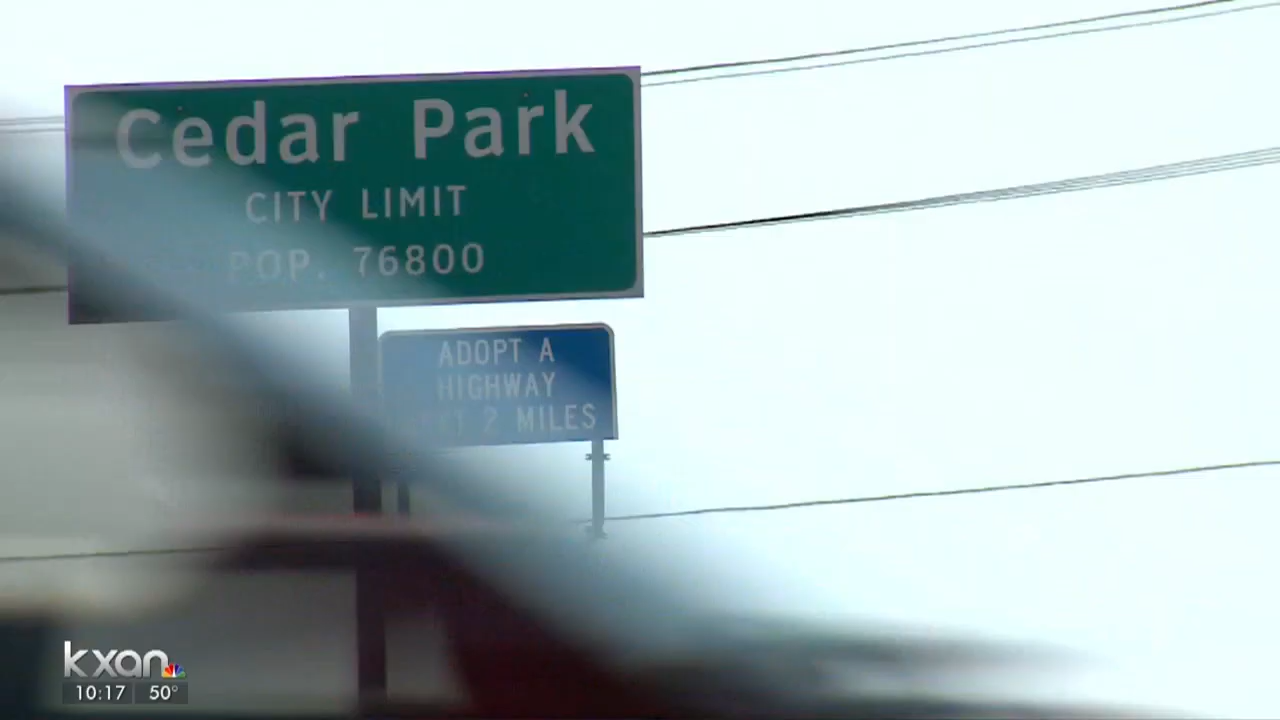 Cedar Park
CITY LIMIT
POP. 76800
ADOPT A
HIGHWAY
2 MILES
kxan
10:17 50°